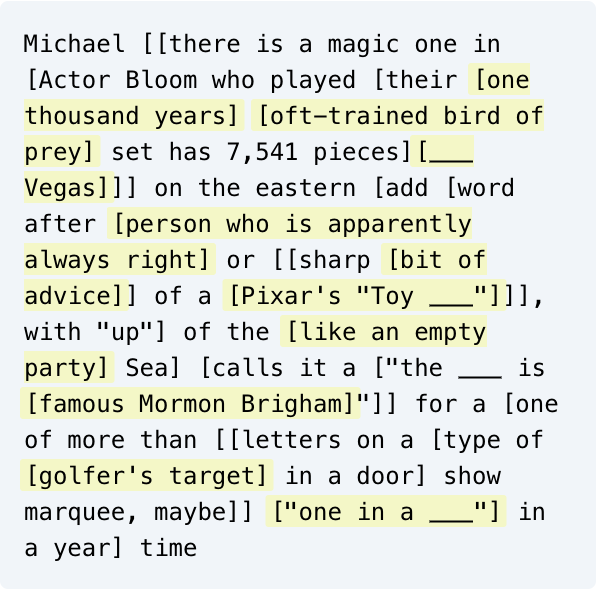 Michael [[there is a magic one in
[Actor Bloom who played [their [one
thousand years] [oft-trained bird of
prey] set has 7,541 pieces][___
Vegas]]] on the eastern [add [word
after [person who is apparently
always right] or [[sharp [bit of
advice]] of a [Pixar's "Toy ___"]]],
with "up"] of the [like an empty
party] Sea] [calls it a ["the ___ is
[famous Mormon Brigham]"]] for a [one
of more than [[letters on a [type of
[golfer's target] in a door] show
marquee, maybe]] ["one in a ___"] in
a year] time